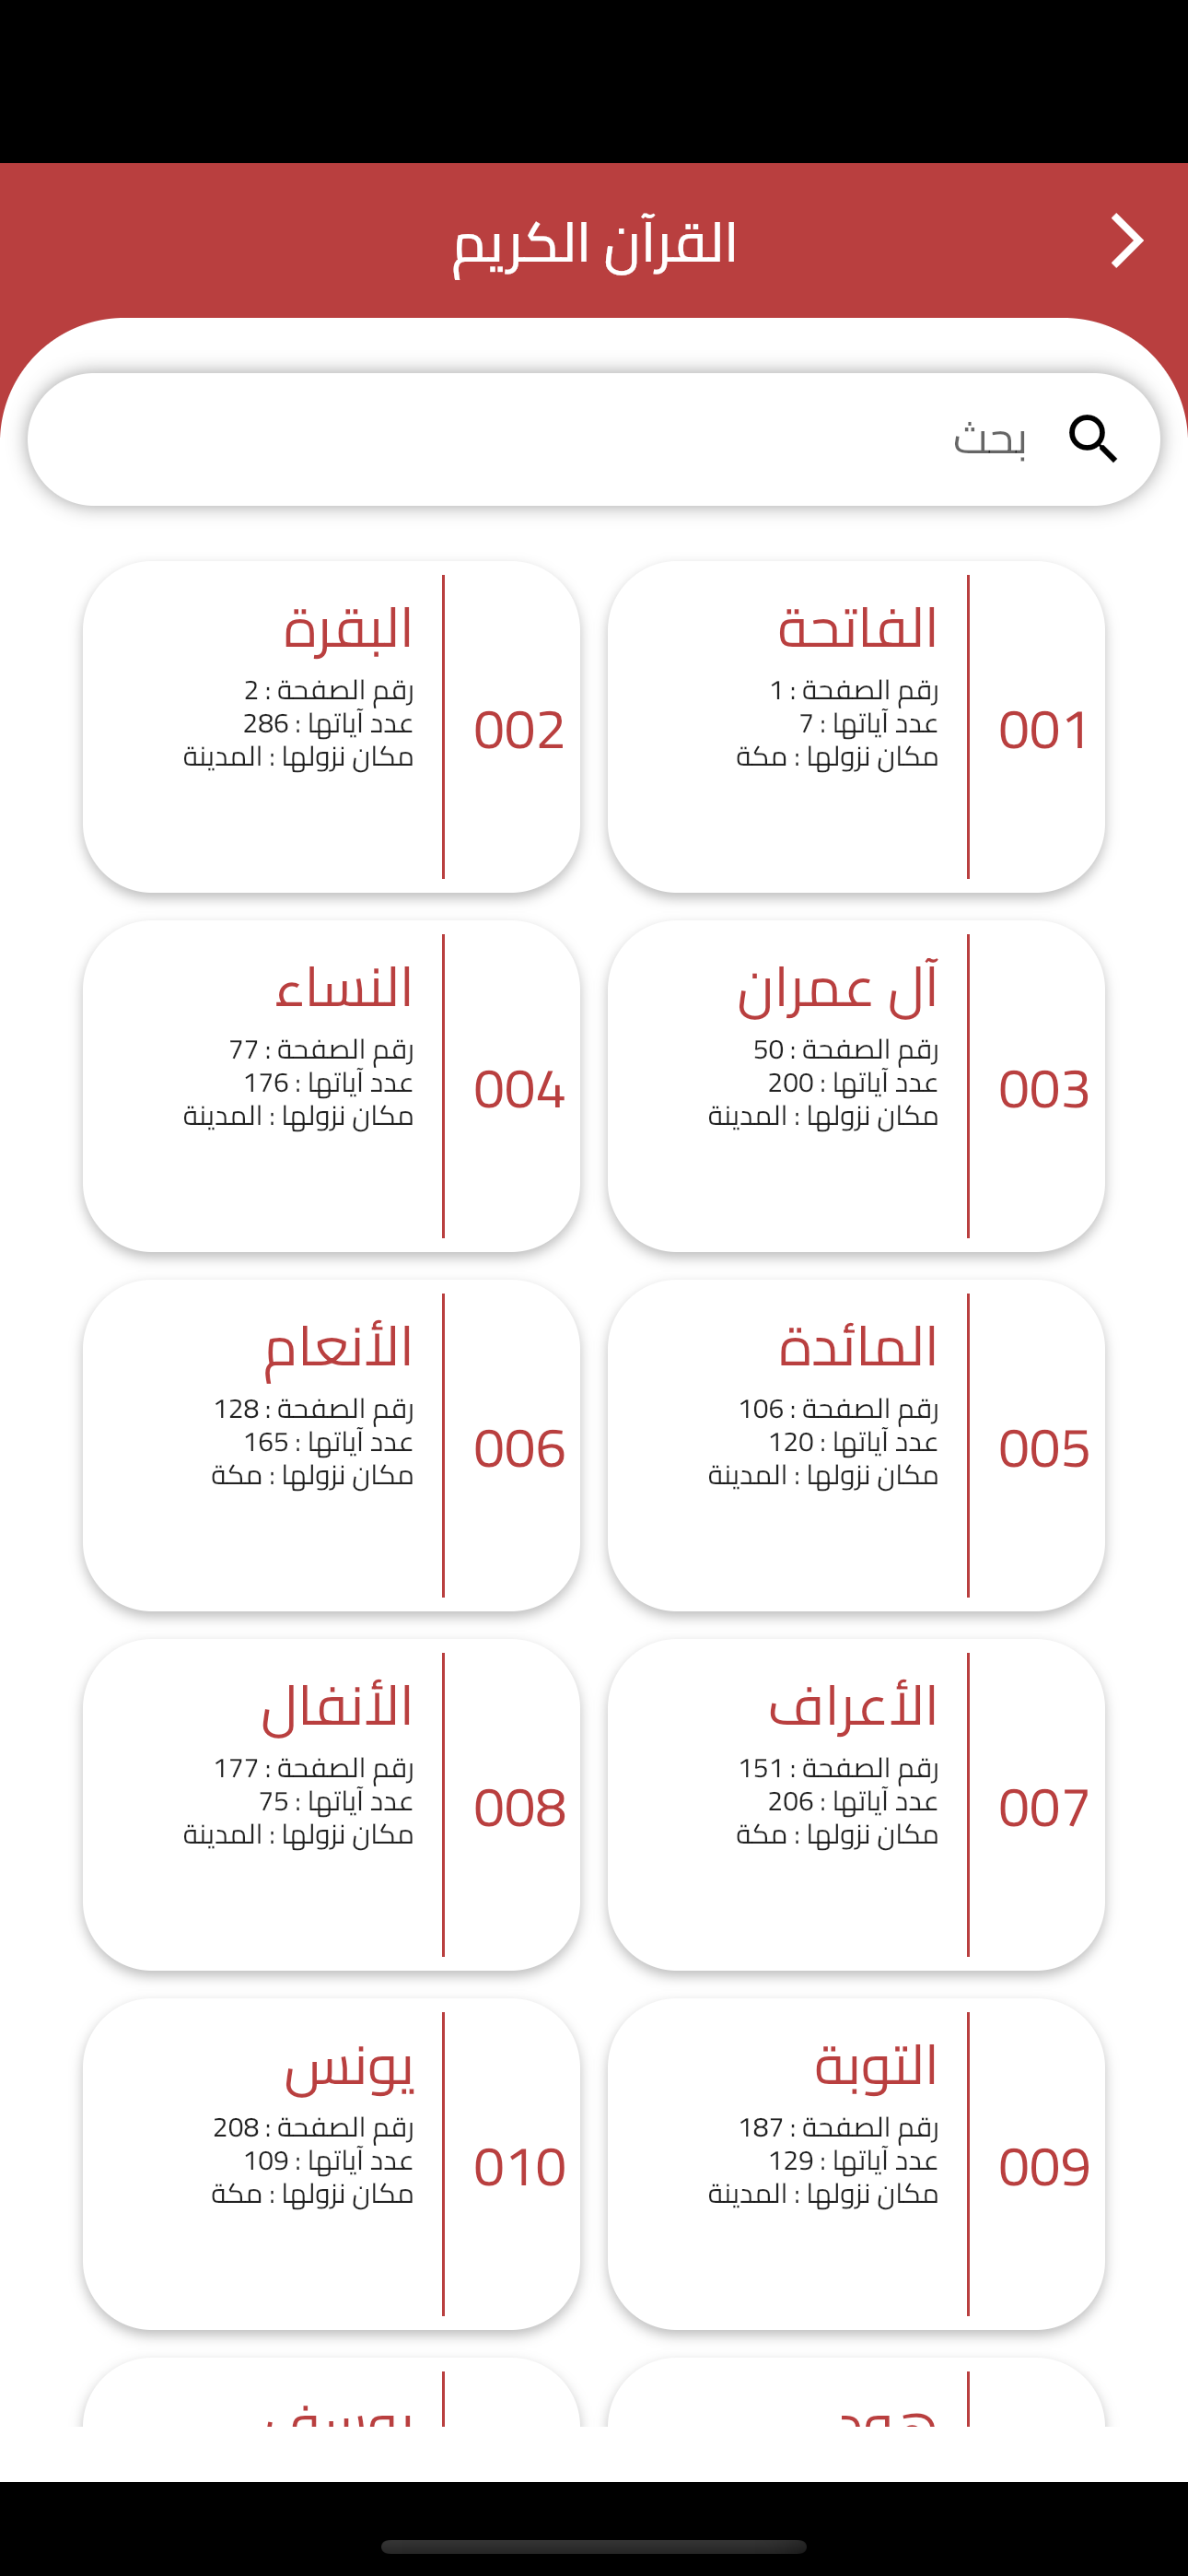 القرآن الكريم
بحث
001
الفاتحة
رقم الصفحة : 1
عدد آياتها : 7
مكان نزولها : مكة
002
البقرة
رقم الصفحة : 2
عدد آياتها : 286
مكان نزولها : المدينة
003
آل عمران
رقم الصفحة : 50
عدد آياتها : 200
مكان نزولها : المدينة
004
النساء
رقم الصفحة : 77
عدد آياتها : 176
مكان نزولها : المدينة
005
المائدة
رقم الصفحة : 106
عدد آياتها : 120
مكان نزولها : المدينة
006
الأنعام
رقم الصفحة : 128
عدد آياتها : 165
مكان نزولها : مكة
007
الأعراف
رقم الصفحة : 151
عدد آياتها : 206
مكان نزولها : مكة
008
الأنفال
رقم الصفحة : 177
عدد آياتها : 75
مكان نزولها : المدينة
009
التوبة
رقم الصفحة : 187
عدد آياتها : 129
مكان نزولها : المدينة
010
يونس
رقم الصفحة : 208
عدد آياتها : 109
مكان نزولها : مكة
هود
يوسف